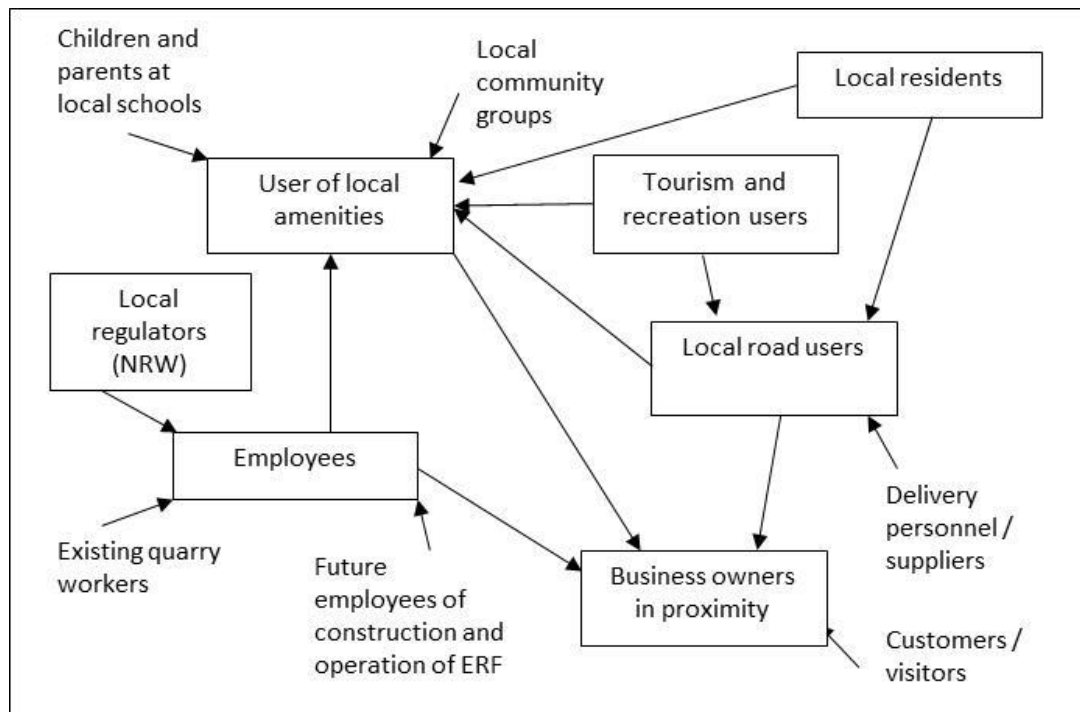 Children and
parents at
local schools
Local
community
groups
Local residents
User of local
amenities
Tourism and
recreation users
Local
regulators
(NRW)
Local road users
Employees
Existing quarry
workers
Future
employees of
construction and
operation of ERF
Business owners
in proximity
Delivery
personnel /
suppliers
Customers /
visitors